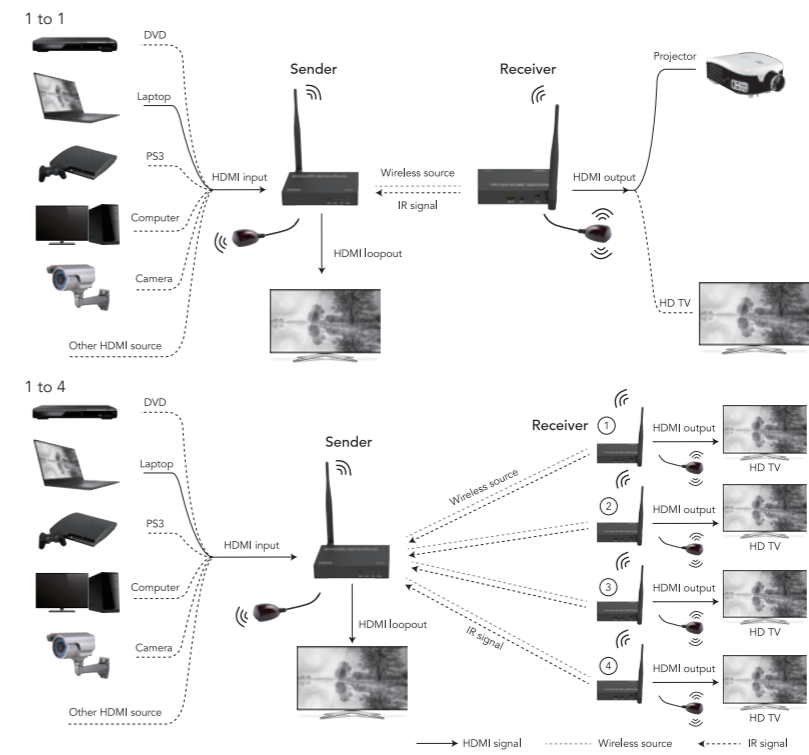 1 to 1
DVD
Laptop
PS3
Computer
Camera
Other HDMI source
HDMI input
Sender
HDMI loopout
Wireless source
IR signal
Receiver
HDMI output
Projector
HD TV
1 to 4
DVD
Laptop
PS3
Computer
Camera
Other HDMI source
HDMI input
Sender
HDMI loopout
Wireless source
IR signal
Receiver
1
HDMI output
HD TV
2
HDMI output
HD TV
3
HDMI output
HD TV
4
HDMI output
HD TV
HDMI signal
Wireless source
IR signal